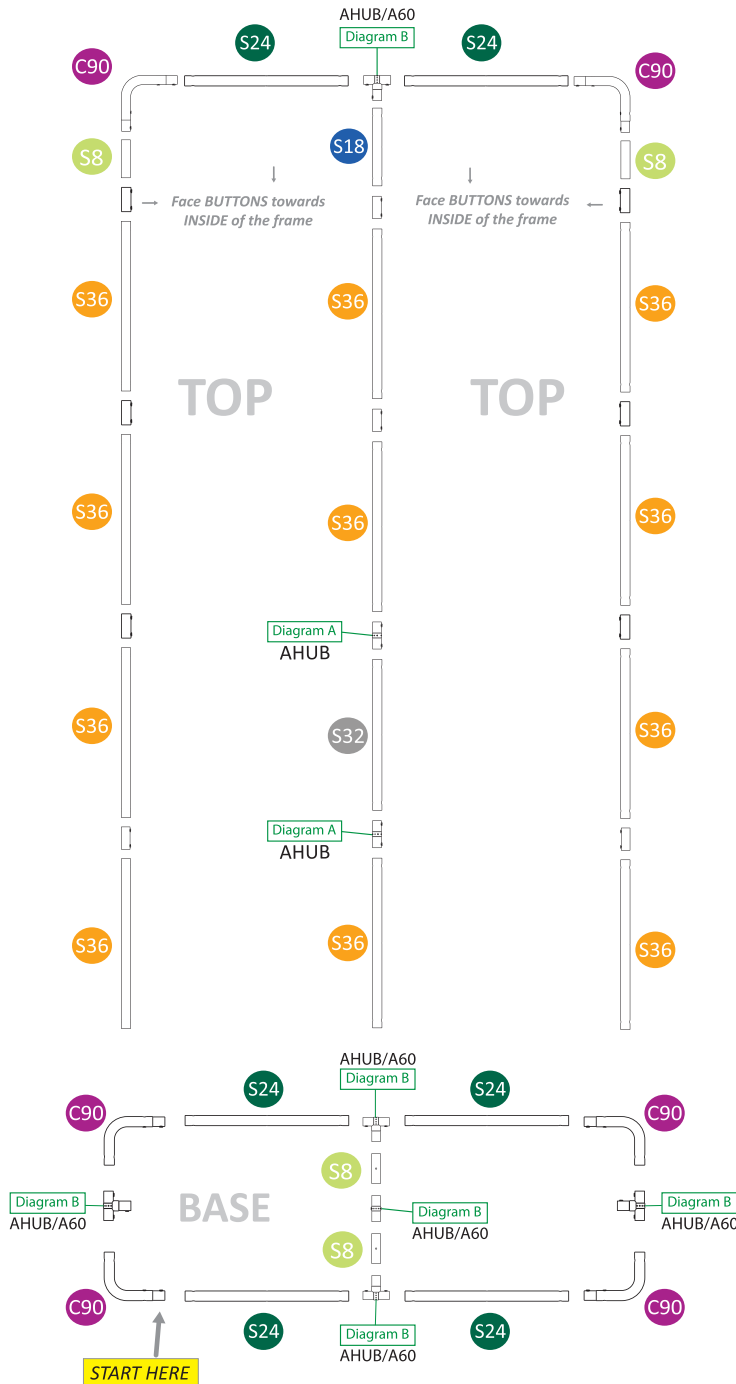 AHUB/A60
S24
Diagram B
S24
C90
C90
S8
S18
S8
Face BUTTONS towards
INSIDE of the frame
Face BUTTONS towards
INSIDE of the frame
S36
S36
S36
TOP
TOP
S36
S36
S36
Diagram A
AHUB
S36
S32
S36
Diagram A
AHUB
S36
S36
S36
AHUB/A60
Diagram B
S24
S24
C90
C90
S8
Diagram B
AHUB/A60
BASE
Diagram B
AHUB/A60
Diagram B
AHUB/A60
S8
C90
C90
S24
Diagram B
AHUB/A60
S24
START HERE